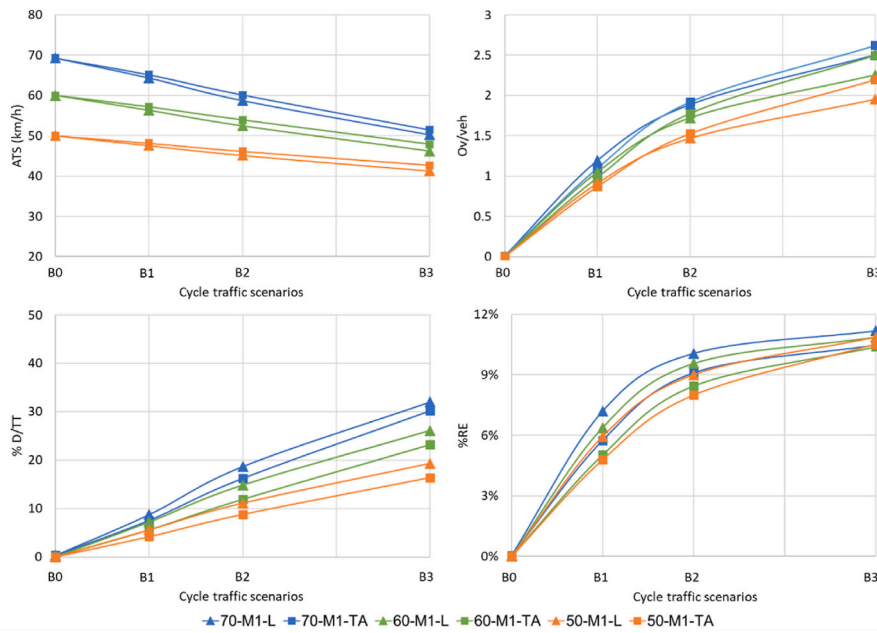 80
70
60
50
40
30
20
ATS (km/h)
B0 B1 B2 B3
Cycle traffic scenarios
3
2.5
2
1.5
1
0.5
0
Ov/veh
B0 B1 B2 B3
Cycle traffic scenarios
50
40
30
20
10
0
% D/TT
B0 B1 B2 B3
Cycle traffic scenarios
12%
9%
6%
3%
0%
%RE
B0 B1 B2 B3
Cycle traffic scenarios
70-M1-L 70-M1-TA 60-M1-L 60-M1-TA 50-M1-L 50-M1-TA